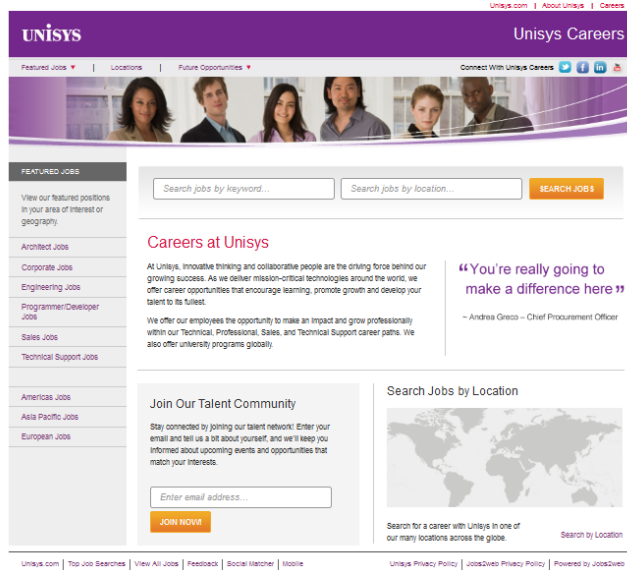 Unisys.com | About Unisys | Careers
UNISYS
Unisys Careers
Featured Jobs ▼ | Locations | Future Opportunities ▼
Connect With Unisys Careers
FEATURED JOBS
View our featured positions
in your area of interest or
geography.
Architect Jobs
Corporate Jobs
Engineering Jobs
Programmer/Developer
Jobs
Sales Jobs
Technical Support Jobs
Americas Jobs
Asia Pacific Jobs
European Jobs
Search jobs by keyword...
Search jobs by location...
SEARCH JOBS
Careers at Unisys
At Unisys, innovative thinking and collaborative people are the driving force behind our
growing success. As we deliver mission-critical technologies around the world, we
offer career opportunities that encourage learning, promote growth and develop your
talent to its fullest.
We offer our employees the opportunity to make an impact and grow professionally
within our Technical, Professional, Sales, and Technical Support career paths. We
also offer university programs globally.
“You're really going to
make a difference here”
– Andrea Greco – Chief Procurement Officer
Join Our Talent Community
Stay connected by joining our talent network! Enter your
email and tell us a bit about yourself, and we'll keep you
informed about upcoming events and opportunities that
match your interests.
Enter email address...
JOIN NOW!
Search Jobs by Location
Search for a career with Unisys in one of
our many locations across the globe.
Search by Location
Unisys.com | Top Job Searches | View All Jobs | Feedback | Social Matcher | Mobile
Unisys Privacy Policy | Jobs2web Privacy Policy | Powered by Jobs2web